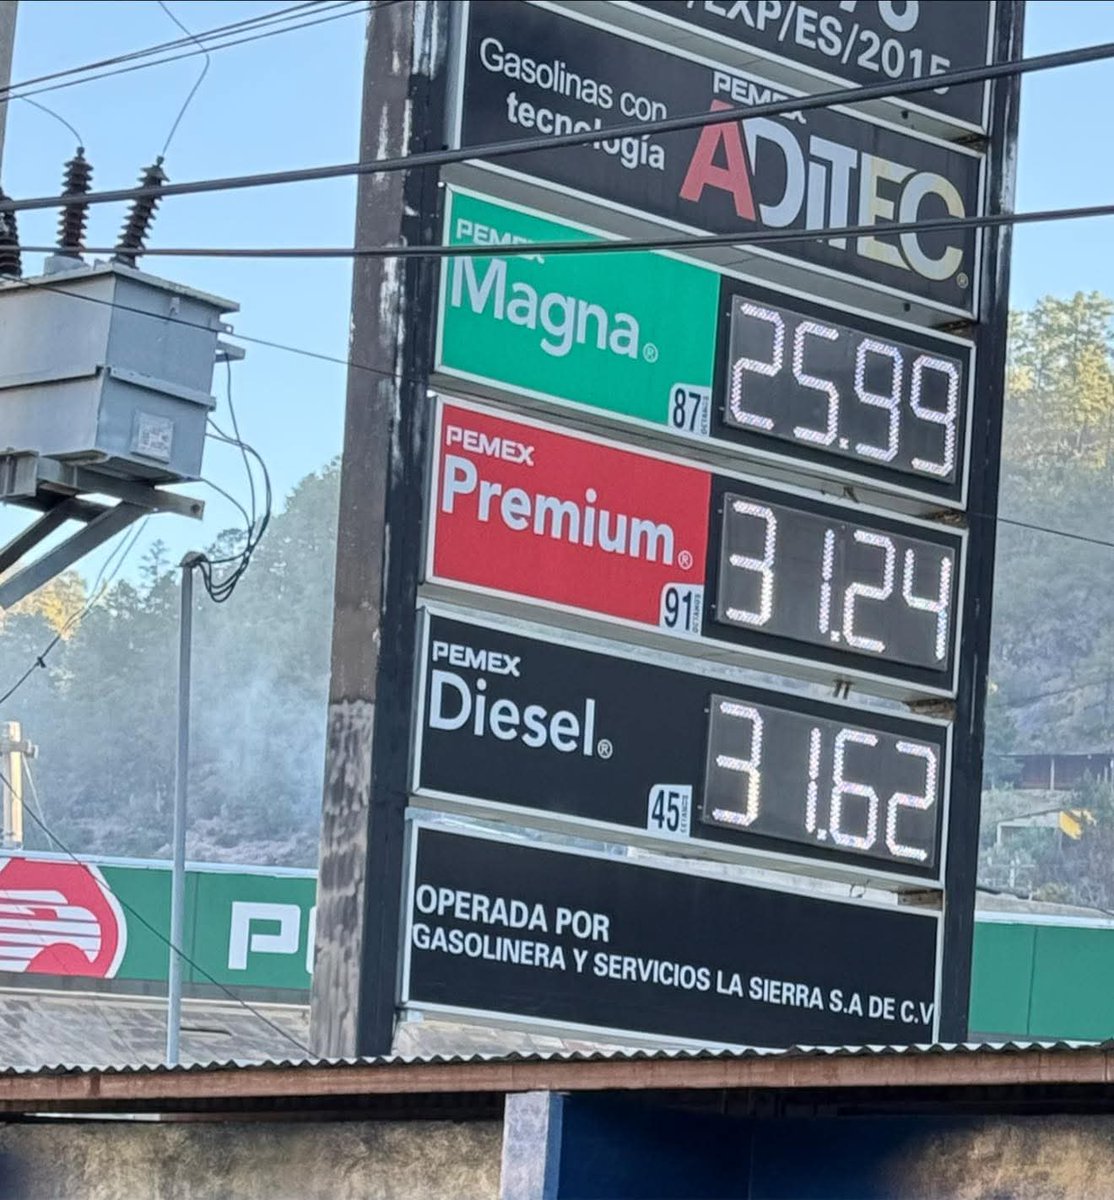 /EXP/ES/2015
Gasolinas con
tecnología
PEMEX
ADITEC®
PEMEX
Magna®
87
25.99
PEMEX
Premium®
91
31.24
PEMEX
Diesel®
45
31.62
OPERADA POR
GASOLINERA Y SERVICIOS LA SIERRA S.A DE C.V